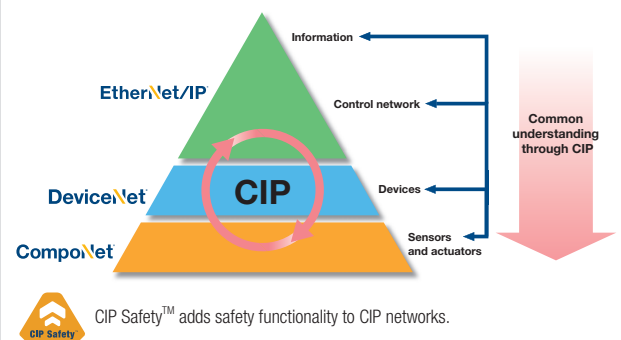 Information
EtherNet/IP
Control network
Common
understanding
through CIP
CIP
DeviceNet
Devices
CompoNet
Sensors
and actuators
CIP Safety™ adds safety functionality to CIP networks.
CIP Safety™